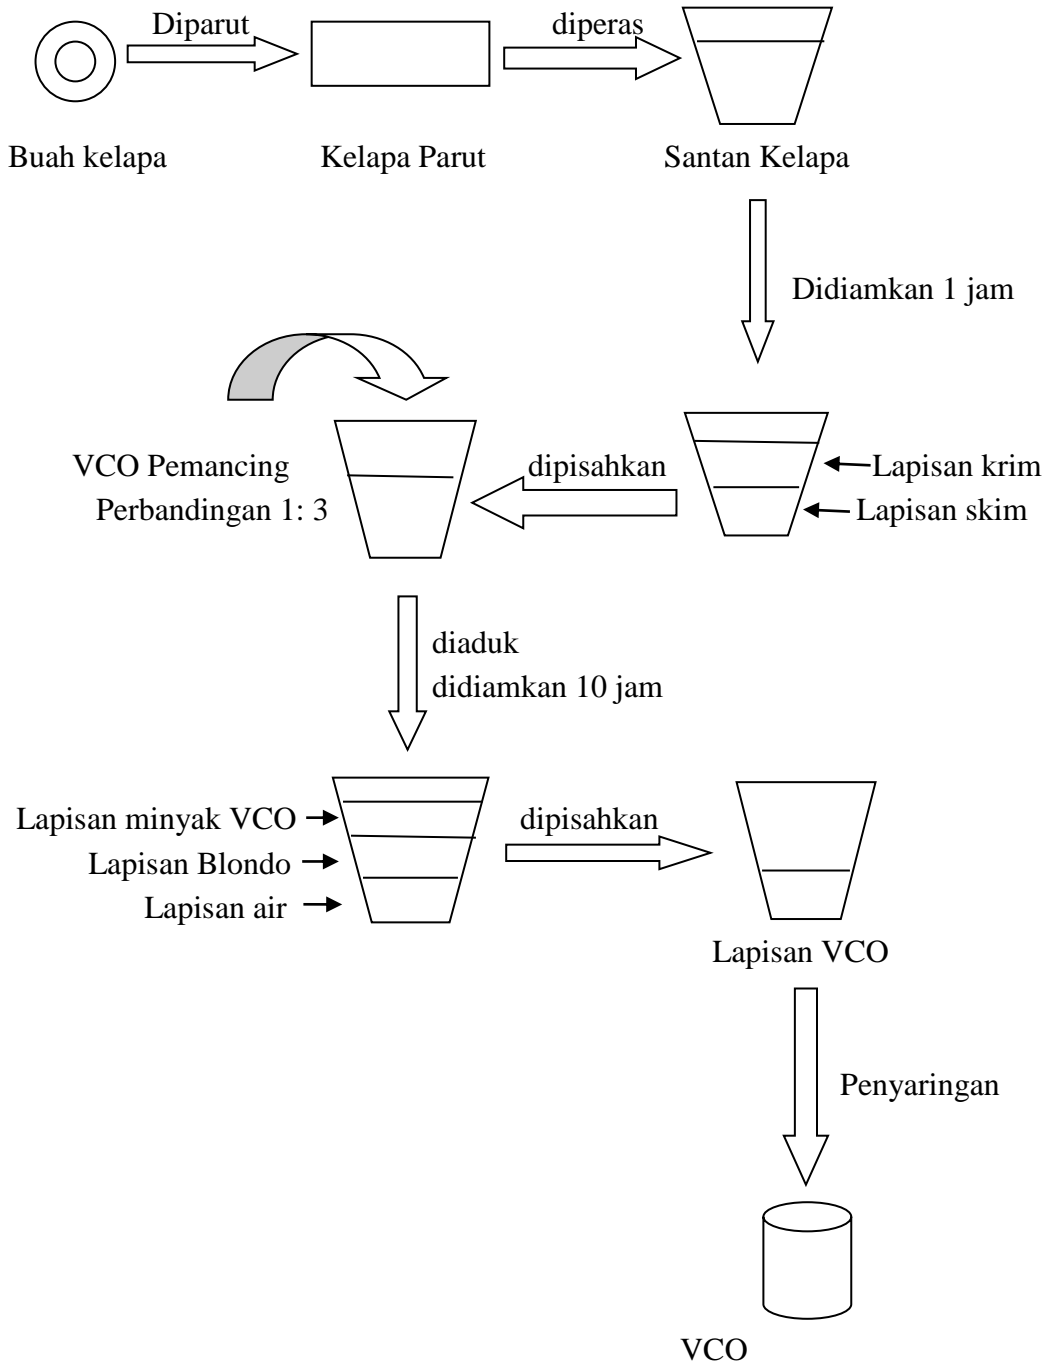 Diparut
diperas
Buah kelapa
Kelapa Parut
Santan Kelapa
Didiamkan 1 jam
VCO Pemancing
Perbandingan 1: 3
dipisahkan
Lapisan krim
Lapisan skim
diaduk
didiamkan 10 jam
Lapisan minyak VCO
Lapisan Blondo
Lapisan air
dipisahkan
Lapisan VCO
Penyaringan
VCO